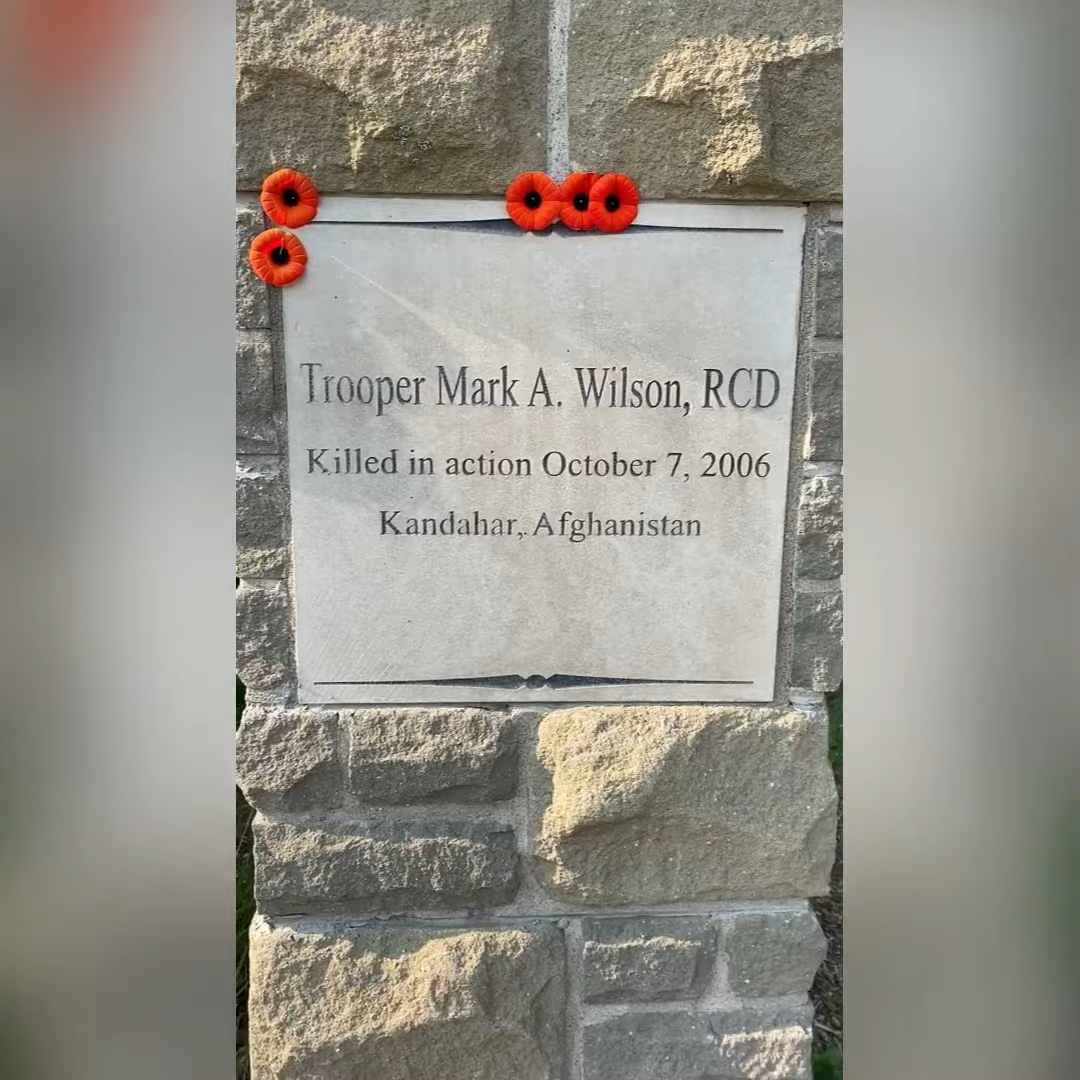 Trooper Mark A. Wilson, RCD
Killed in action October 7, 2006
Kandahar, Afghanistan